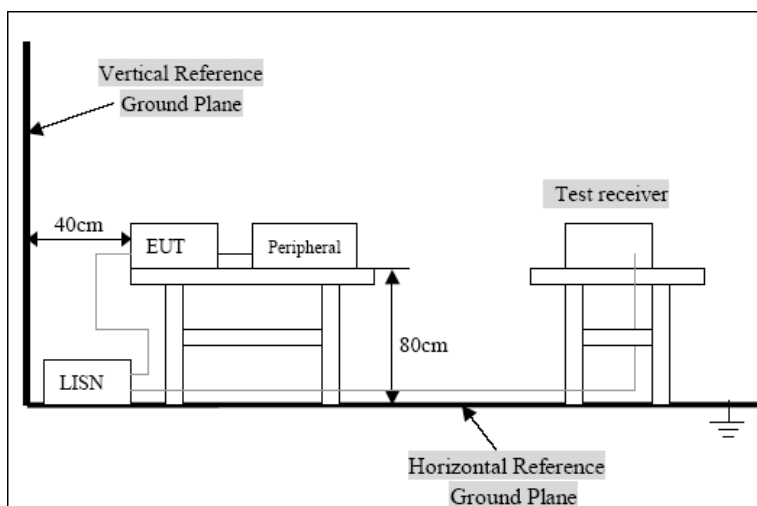 Vertical Reference
Ground Plane
Test receiver
40cm
EUT
Peripheral
80cm
LISN
Horizontal Reference
Ground Plane